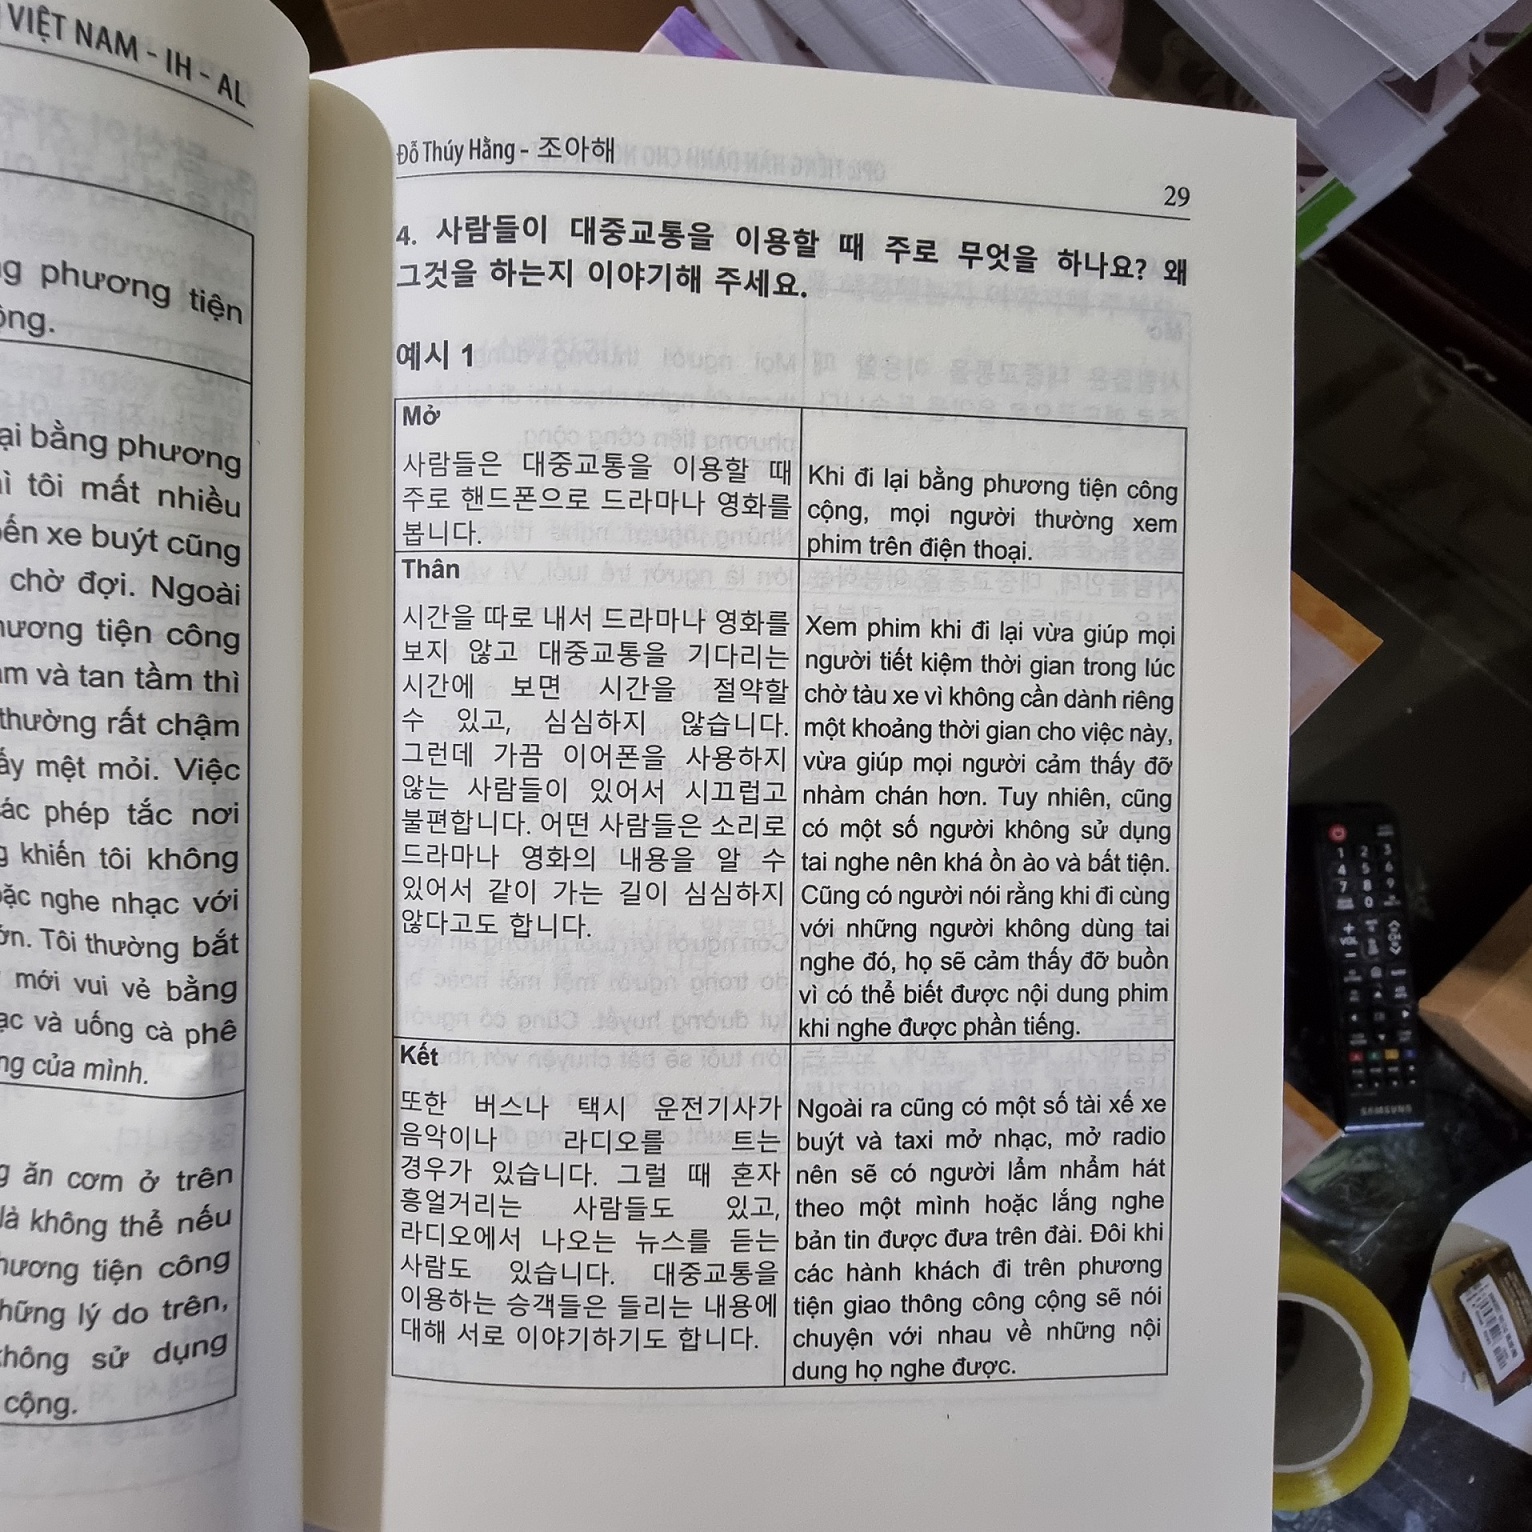 VIỆT NAM - IH - AL
phương tiện
ại bằng phương
tôi mất nhiều
xe buýt cũng
chờ đợi. Ngoài
tiện công
và tan tầm thì
thường rất chậm
mệt mỏi. Việc
phép tắc nơi
khiến tôi không
nghe nhạc với
Tôi thường bắt
mới vui vẻ bằng
và uống cà phê
của mình.
ăn cơm ở trên
là không thể nếu
tiện công
lý do trên,
sử dụng
cộng.
Đỗ Thúy Hằng - 조아해
29
4. 사람들이 대중교통을 이용할 때 주로 무엇을 하나요? 왜
그것을 하는지 이야기해 주세요.
예시 1
Mở
사람들은 대중교통을 이용할 때
주로 핸드폰으로 드라마나 영화를
봅니다.
Khi đi lại bằng phương tiện công
cộng, mọi người thường xem
phim trên điện thoại.
Thân
시간을 따로 내서 드라마나 영화를
보지 않고 대중교통을 기다리는
시간에 보면 시간을 절약할
수 있고, 심심하지 않습니다.
그런데 가끔 이어폰을 사용하지
않는 사람들이 있어서 시끄럽고
불편합니다. 어떤 사람들은 소리로
드라마나 영화의 내용을 알 수
있어서 같이 가는 길이 심심하지
않다고도 합니다.
Xem phim khi đi lại vừa giúp mọi
người tiết kiệm thời gian trong lúc
chờ tàu xe vì không cần dành riêng
một khoảng thời gian cho việc này,
vừa giúp mọi người cảm thấy đỡ
nhàm chán hơn. Tuy nhiên, cũng
có một số người không sử dụng
tai nghe nên khá ồn ào và bất tiện.
Cũng có người nói rằng khi đi cùng
với những người không dùng tai
nghe đó, họ sẽ cảm thấy đỡ buồn
vì có thể biết được nội dung phim
khi nghe được phần tiếng.
Kết
또한 버스나 택시 운전기사가
음악이나 라디오를 트는
경우가 있습니다. 그럴 때 혼자
흥얼거리는 사람들도 있고,
라디오에서 나오는 뉴스를 듣는
사람도 있습니다. 대중교통을
이용하는 승객들은 들리는 내용에
대해 서로 이야기하기도 합니다.
Ngoài ra cũng có một số tài xế xe
buýt và taxi mở nhạc, mở radio
nên sẽ có người lẩm nhẩm hát
theo một mình hoặc lắng nghe
bản tin được đưa trên đài. Đôi khi
các hành khách đi trên phương
tiện giao thông công cộng sẽ nói
chuyện với nhau về những nội
dung họ nghe được.
1 2 3
4 5 6
7 8 9
0
VOL
SAMSUNG